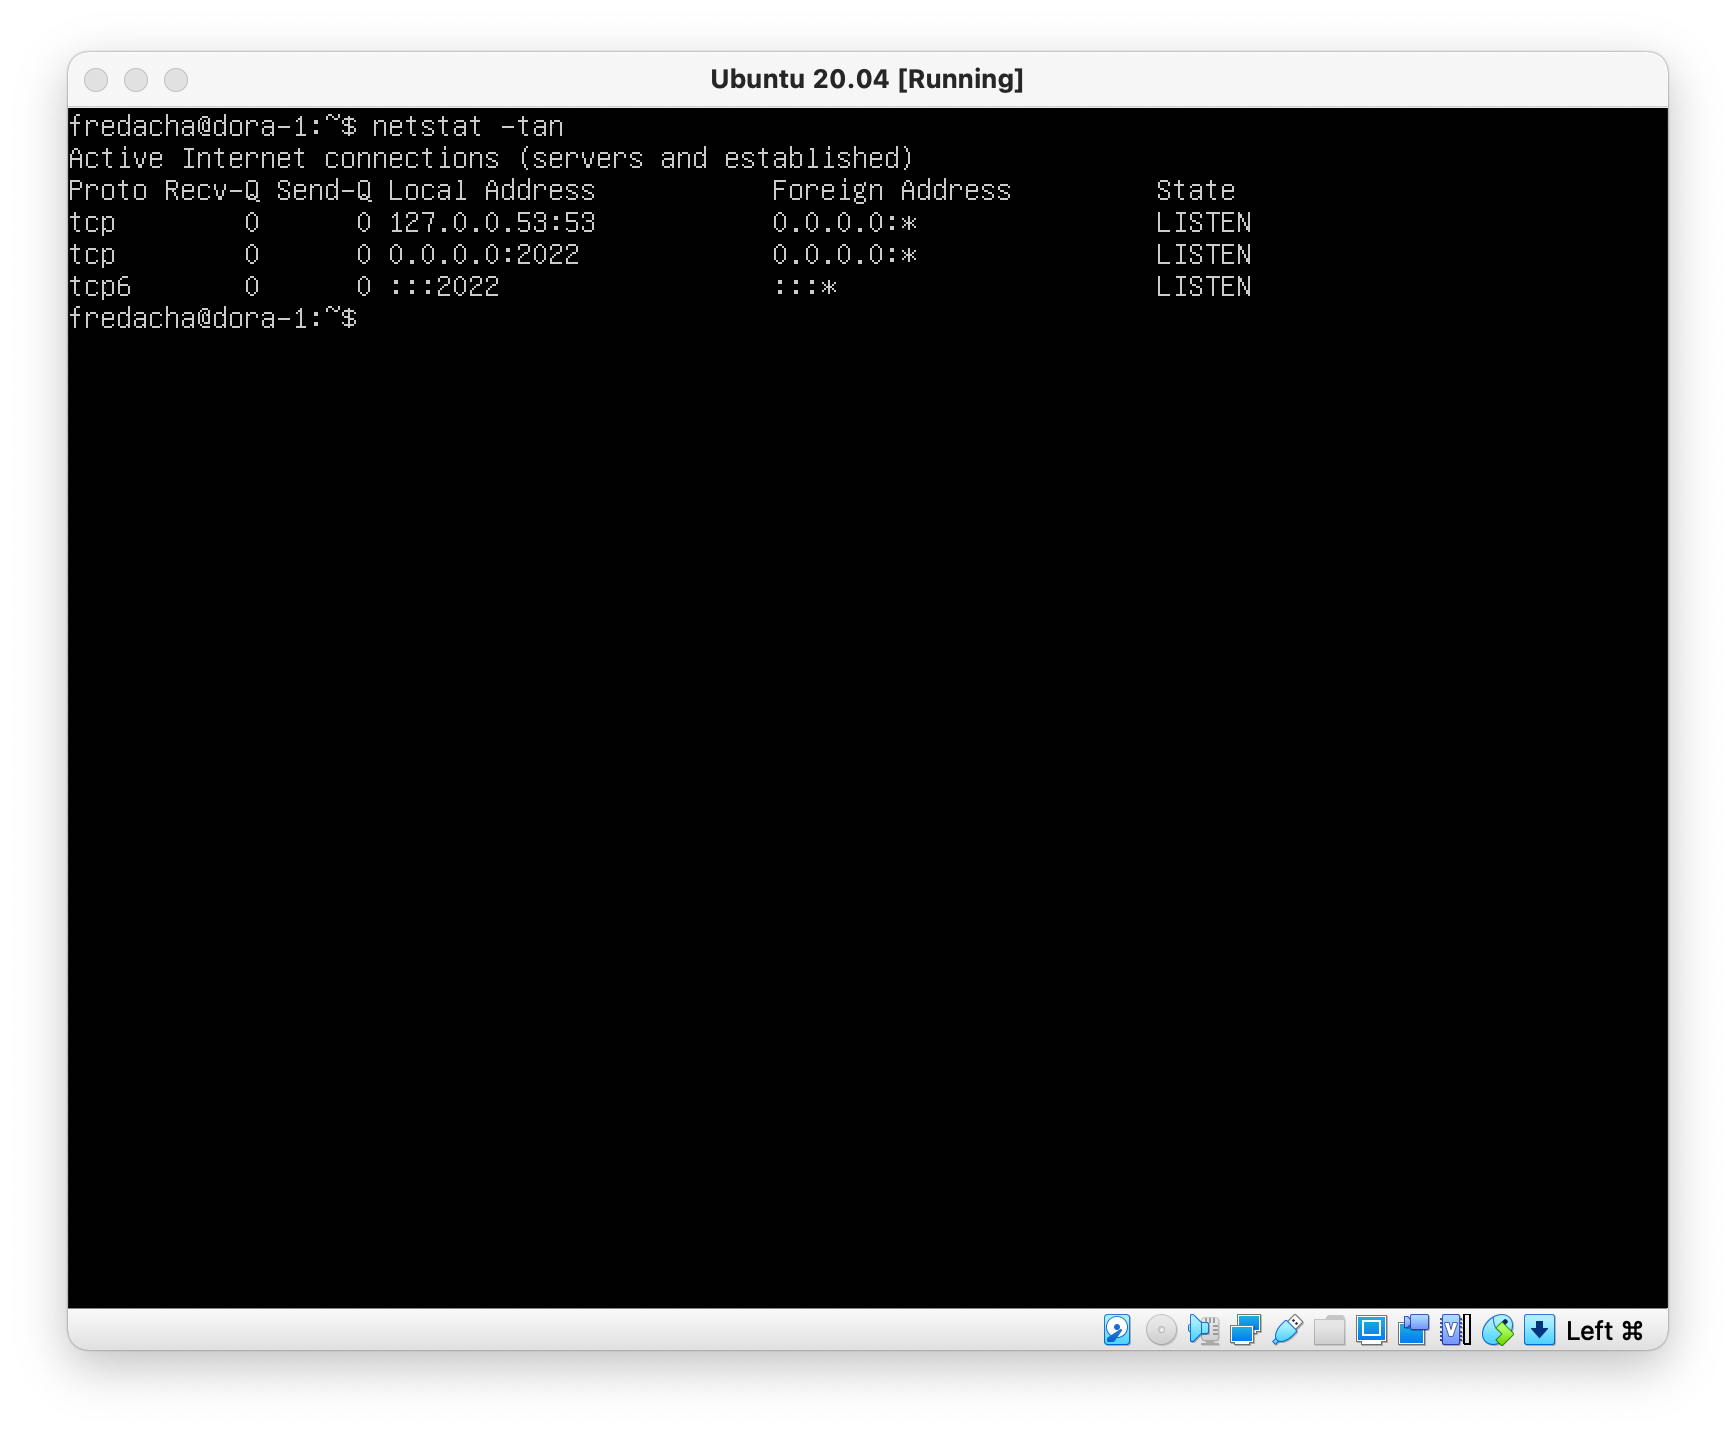 Ubuntu 20.04 [Running]
fredacha@dora-1:~$ netstat -tan
Active Internet connections (servers and established)
Proto Recv-Q Send-Q Local Address           Foreign Address         State
tcp        0      0 127.0.0.53:53           0.0.0.0:*               LISTEN
tcp        0      0 0.0.0.0:2022            0.0.0.0:*               LISTEN
tcp6       0      0 :::2022                 :::*                    LISTEN
fredacha@dora-1:~$
Left ⌘